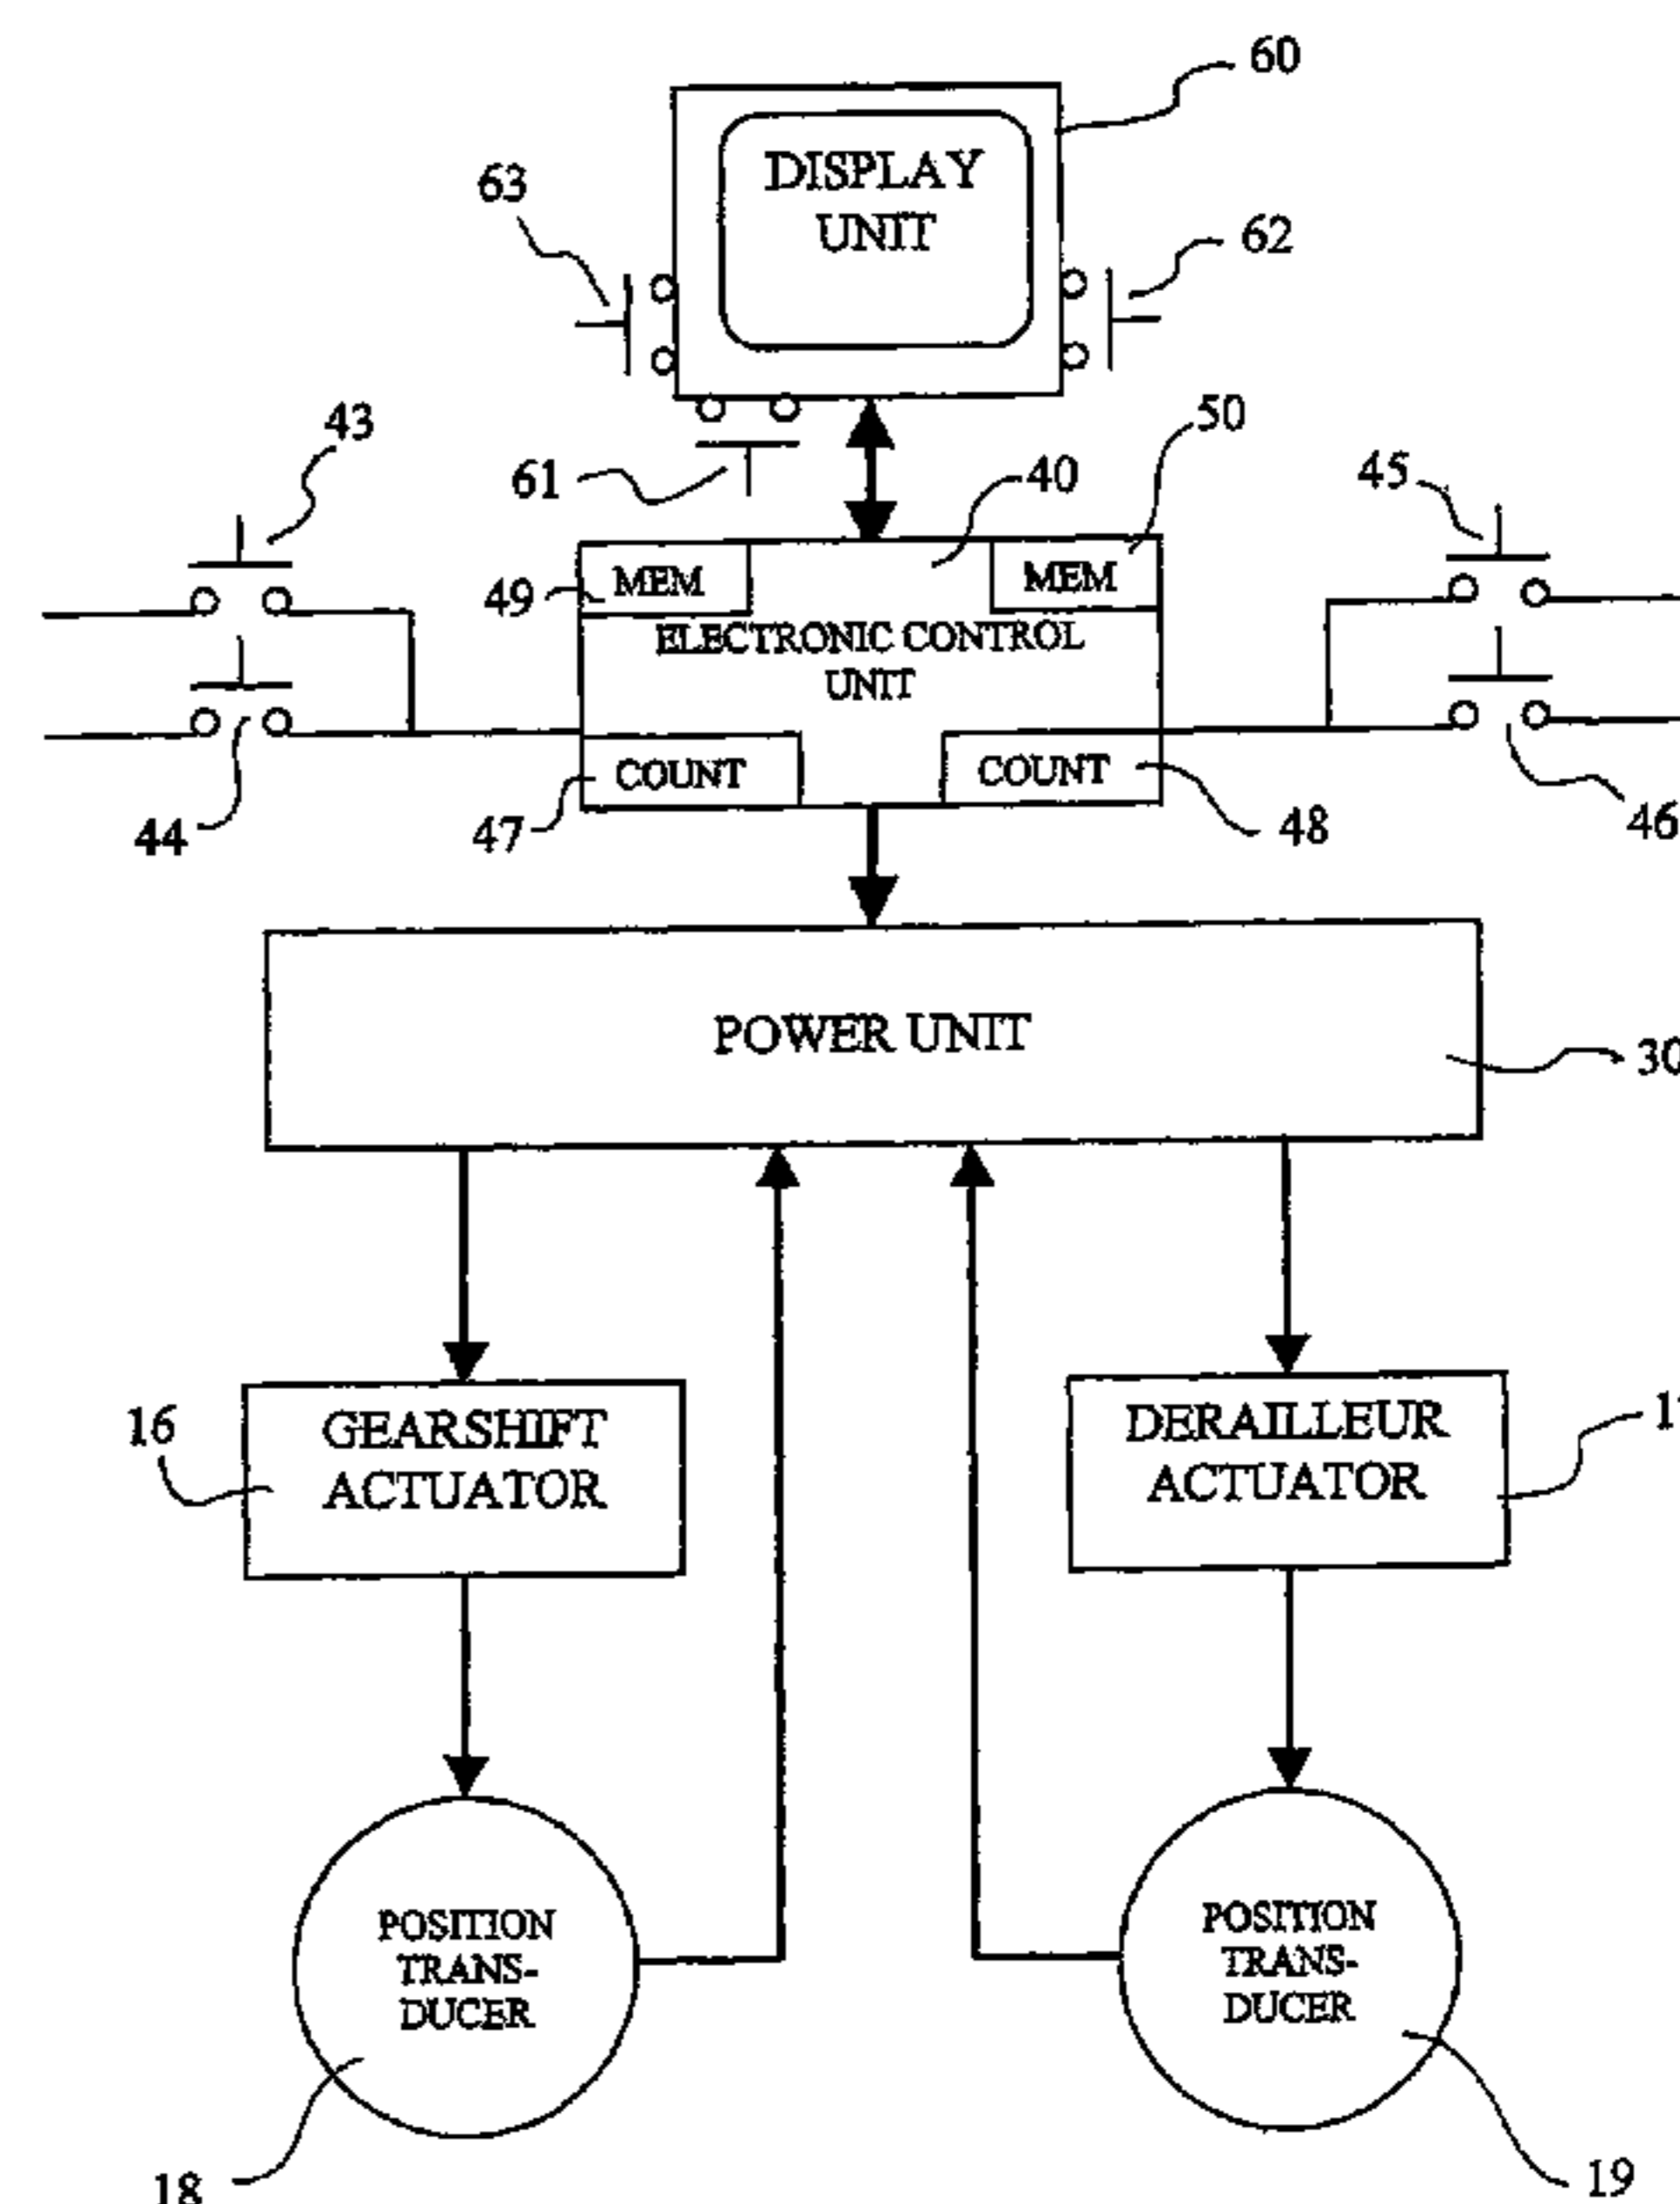 60
DISPLAY
UNIT
63
62
43
61
50
40
45
49
MEM
MEM
ELECTRONIC CONTROL
UNIT
44
47
COUNT
COUNT
48
46
POWER UNIT
30
16
GEARSHIFT
ACTUATOR
DERAILLEUR
ACTUATOR
POSITION
TRANS-
DUCER
POSITION
TRANS-
DUCER
18
19